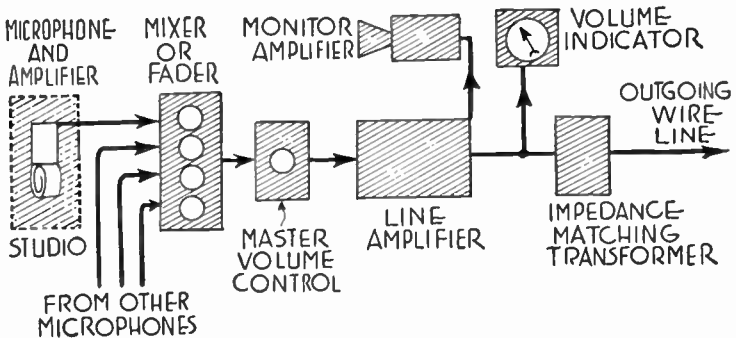 MICROPHONE
AND
AMPLIFIER
MIXER
OR
FADER
MONITOR
AMPLIFIER
VOLUME
INDICATOR
OUTGOING
WIRE
LINE
STUDIO
MASTER
VOLUME
CONTROL
LINE
AMPLIFIER
IMPEDANCE
MATCHING
TRANSFORMER
FROM OTHER
MICROPHONES